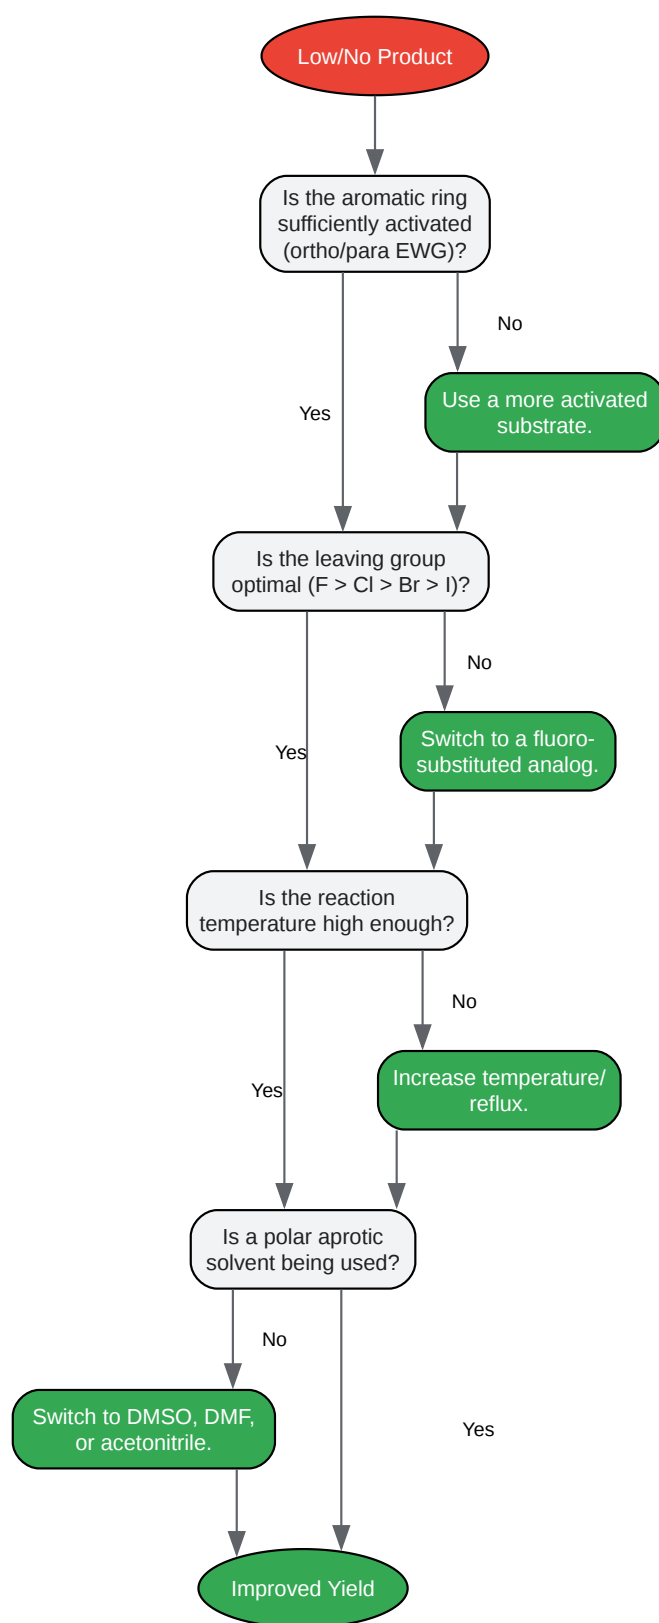 Low/No Product
Is the aromatic ring
sufficiently activated
(ortho/para EWG)?
No
Use a more activated
substrate.
Yes
Is the leaving group
optimal (F > Cl > Br > I)?
No
Switch to a fluoro-
substituted analog.
Yes
Is the reaction
temperature high enough?
No
Increase temperature/
reflux.
Yes
Is a polar aprotic
solvent being used?
No
Switch to DMSO, DMF,
or acetonitrile.
Yes
Improved Yield